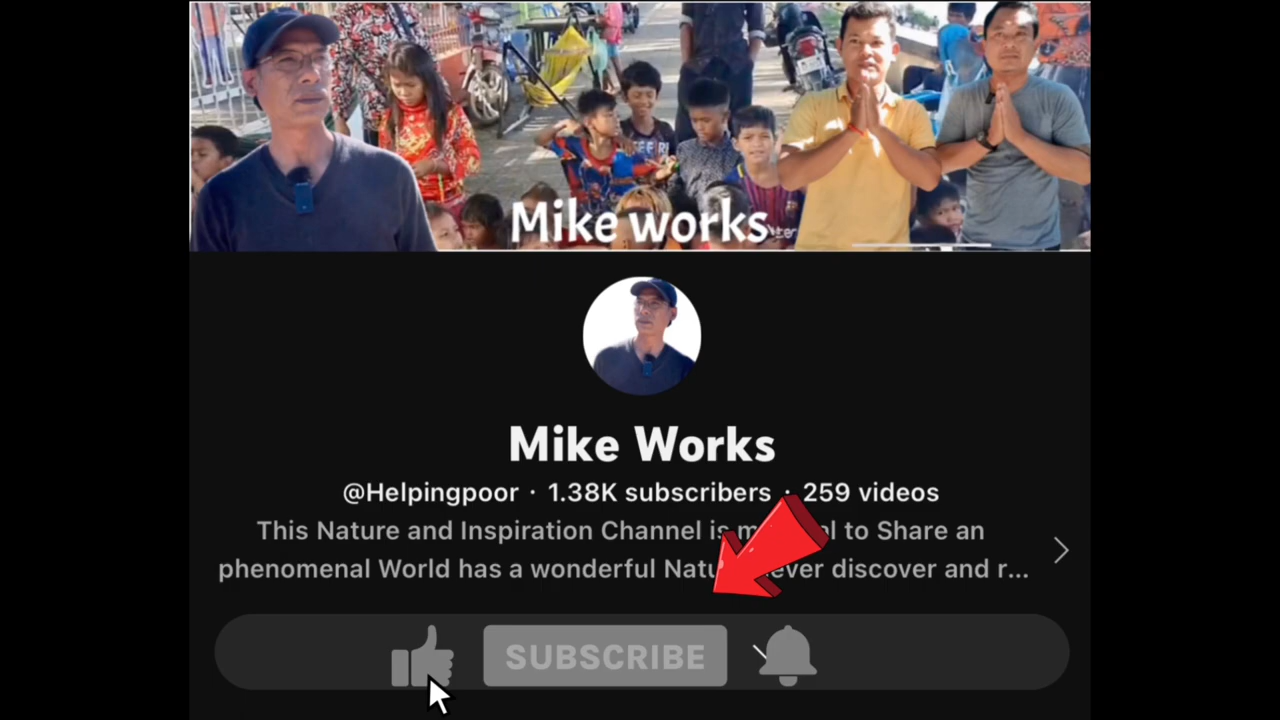 Mike works
Mike Works
@Helpingpoor · 1.38K subscribers · 259 videos
This Nature and Inspiration Channel is to Share an
phenomenal World has a wonderful discover and r...
SUBSCRIBE